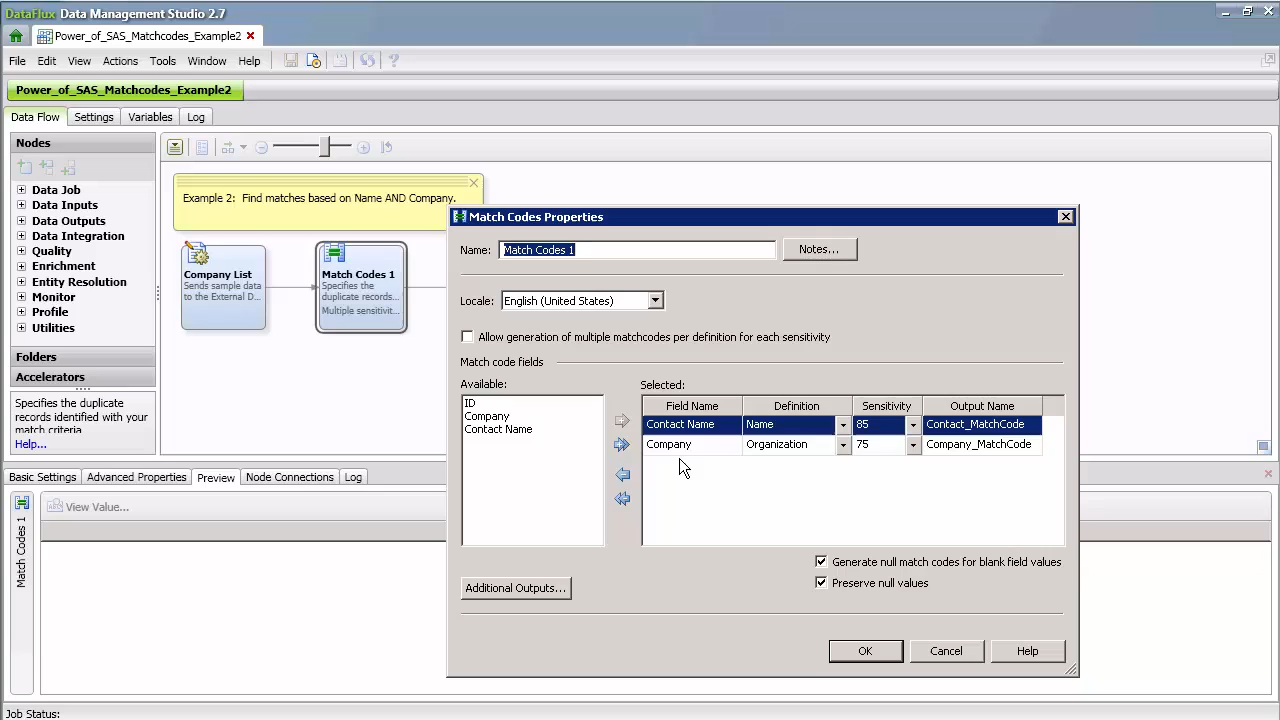 DataFlux Data Management Studio 2.7
Power_of_SAS_Matchcodes_Example2
File Edit View Actions Tools Window Help
Power_of_SAS_Matchcodes_Example2
Data Flow Settings Variables Log
Nodes
Data Job
Data Inputs
Data Outputs
Data Integration
Quality
Enrichment
Entity Resolution
Monitor
Profile
Utilities
Folders
Accelerators
Specifies the duplicate
records identified with your
match criteria.
Help...
Example 2: Find matches based on Name AND Company.
Company List
Sends sample data
to the External D...
Match Codes 1
Specifies the
duplicate records...
Multiple sensitivit...
Match Codes Properties
Name: Match Codes 1 Notes...
Locale: English (United States)
Allow generation of multiple matchcodes per definition for each sensitivity
Match code fields
Available:
ID
Company
Contact Name
Selected:
Field Name Definition Sensitivity Output Name
Contact Name Name 85 Contact_MatchCode
Company Organization 75 Company_MatchCode
Generate null match codes for blank field values
Preserve null values
Additional Outputs...
OK Cancel Help
Basic Settings Advanced Properties Preview Node Connections Log
View Value...
Match Codes 1
Job Status: